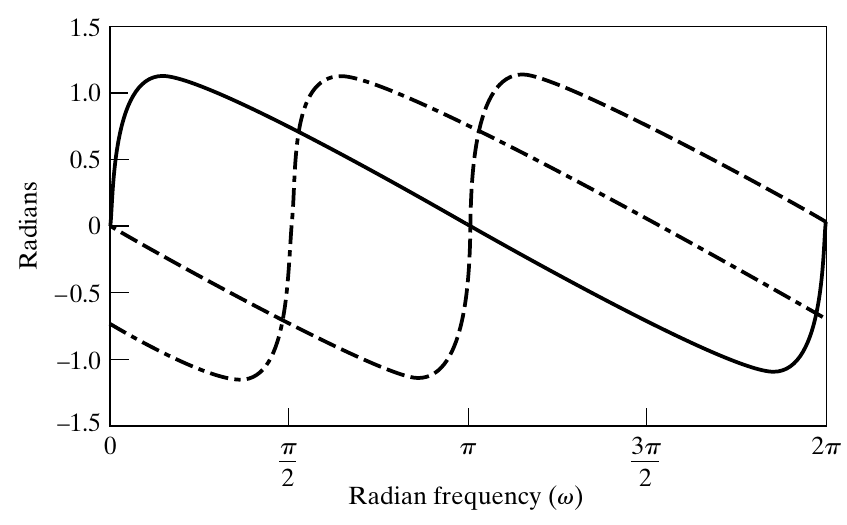 1.5
1.0
0.5
0
–0.5
–1.0
–1.5
Radians
0
π/2
π
3π/2
2π
Radian frequency (ω)